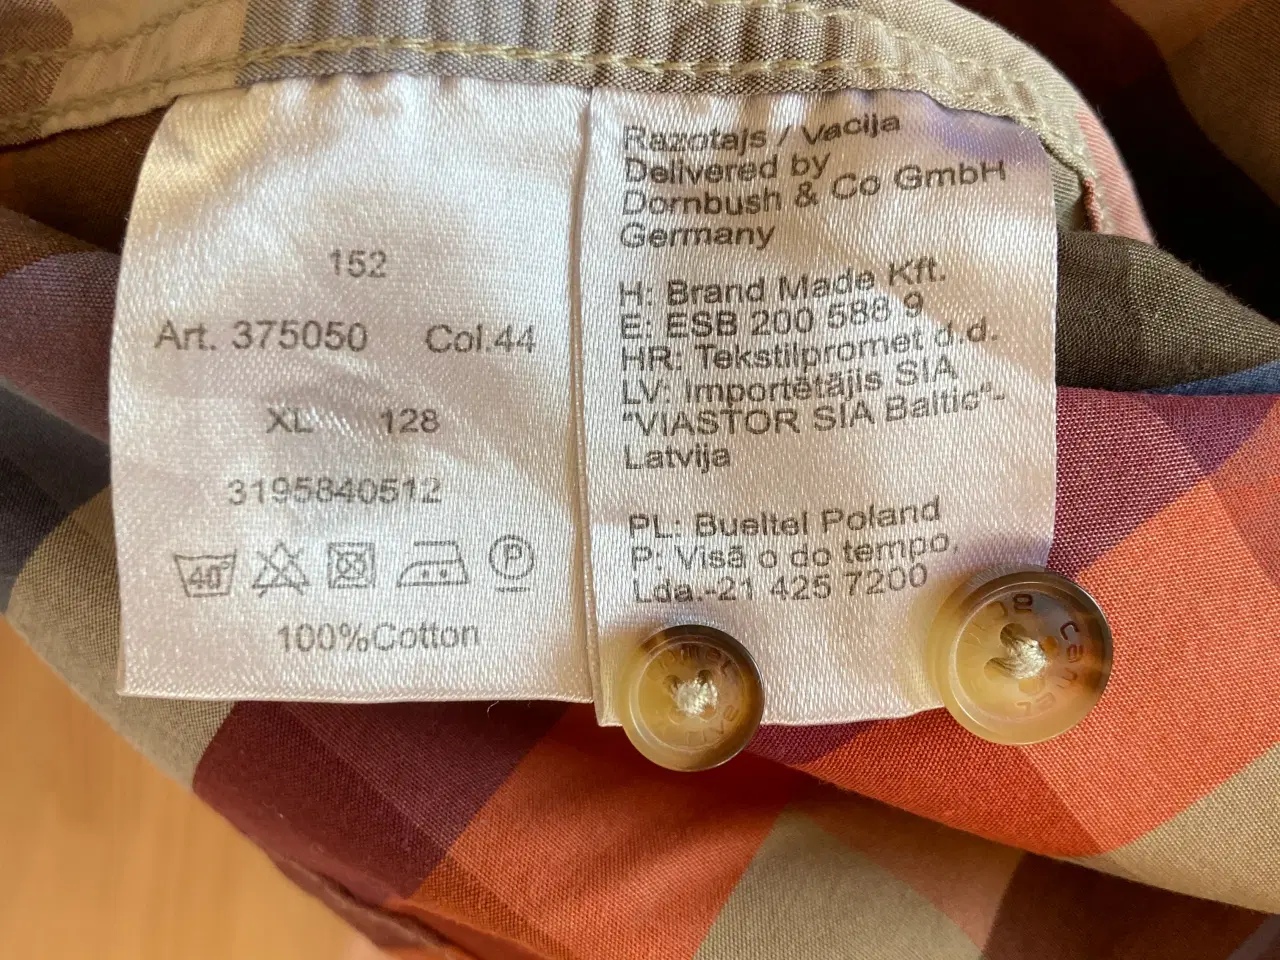 152
Art. 375050 Col.44
XL 128
3195840512
40°
P
100%Cotton
Razotajs / Vacija
Delivered by
Dornbush & Co GmbH
Germany
H: Brand Made Kft.
E: ESB 200 588 9
HR: Tekstilpromet d.d.
LV: Importētājis SIA
"VIASTOR SIA Baltic"-
Latvija
PL: Bueltel Poland
P: Visā o do tempo,
Lda.-21 425 7200
camel